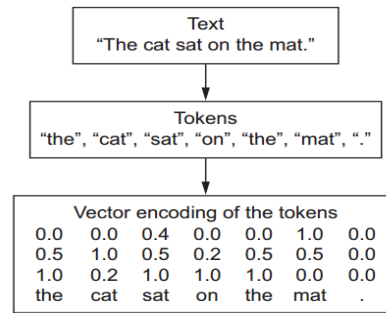 Text
“The cat sat on the mat.”
Tokens
“the”, “cat”, “sat”, “on”, “the”, “mat”, “.”
Vector encoding of the tokens
0.0 0.0 0.4 0.0 0.0 1.0 0.0
0.5 1.0 0.5 0.2 0.5 0.5 0.0
1.0 0.2 1.0 1.0 1.0 0.0 0.0
the cat sat on the mat .